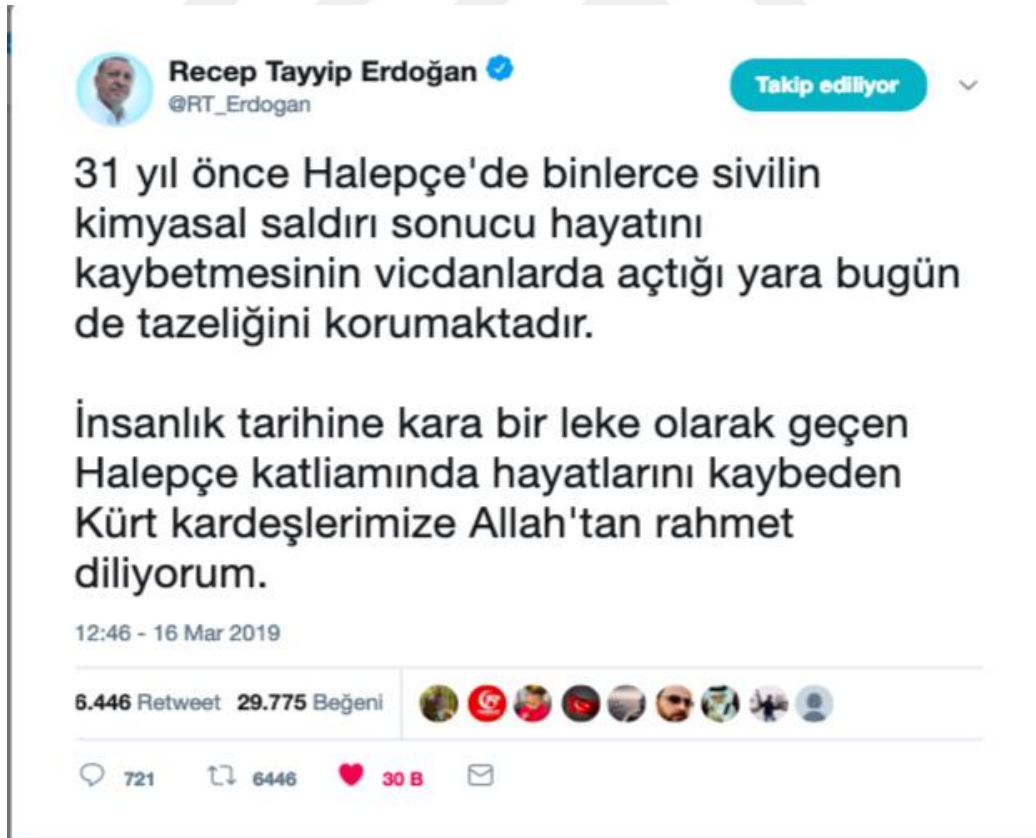 Recep Tayyip Erdoğan
@RT_Erdogan
Takip ediliyor
31 yıl önce Halepçe'de binlerce sivilin
kimyasal saldırı sonucu hayatını
kaybetmesinin vicdanlarda açtığı yara bugün
de tazeliğini korumaktadır.
İnsanlık tarihine kara bir leke olarak geçen
Halepçe katliamında hayatlarını kaybeden
Kürt kardeşlerimize Allah'tan rahmet
diliyorum.
12:46 - 16 Mar 2019
6.446 Retweet 29.775 Beğeni
721 6446 30 B